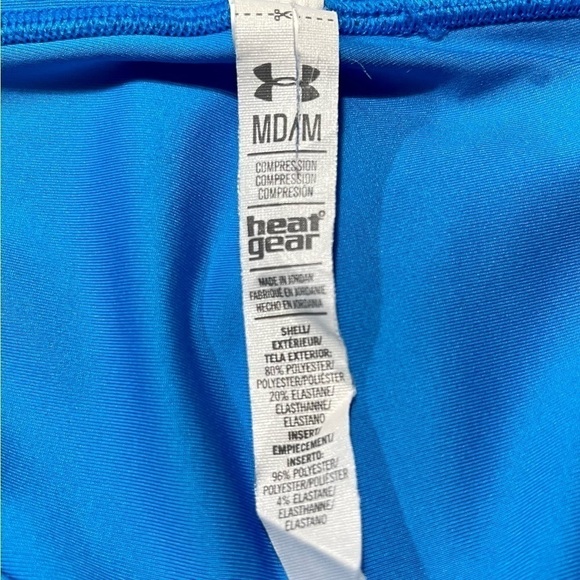 MD/M
COMPRESSION
COMPRESSION
COMPRESIÓN
heat
gear
MADE IN JORDAN
FABRIQUÉ EN JORDANIE
HECHO EN JORDANIA
SHELL/
EXTÉRIEUR/
TELA EXTERIOR:
80% POLYESTER/
POLYESTER/POLIÉSTER
20% ELASTANE/
ELASTHANNE/
ELASTANO
INSERT/
EMPIECEMENT/
INSERTO:
96% POLYESTER/
POLYESTER/POLIÉSTER
4% ELASTANE/
ELASTHANNE/
ELASTANO